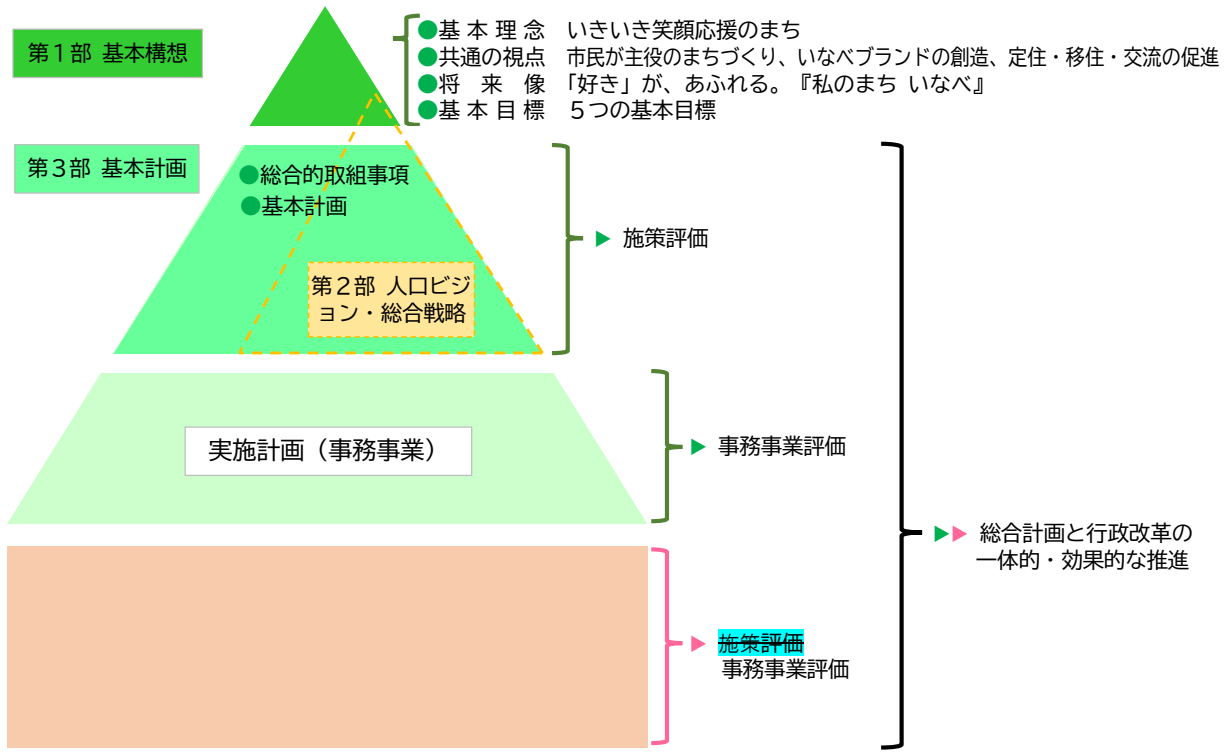 第１部 基本構想
●基 本 理 念　いきいき笑顔応援のまち
●共通の視点　市民が主役のまちづくり、いなべブランドの創造、定住・移住・交流の促進
●将　来　像　「好き」が、あふれる。『私のまち いなべ』
●基 本 目 標　５つの基本目標
第３部 基本計画
●総合的取組事項
●基本計画
施策評価
第２部 人口ビジ
ョン・総合戦略
実施計画（事務事業）
事務事業評価
総合計画と行政改革の
一体的・効果的な推進
施策評価
事務事業評価